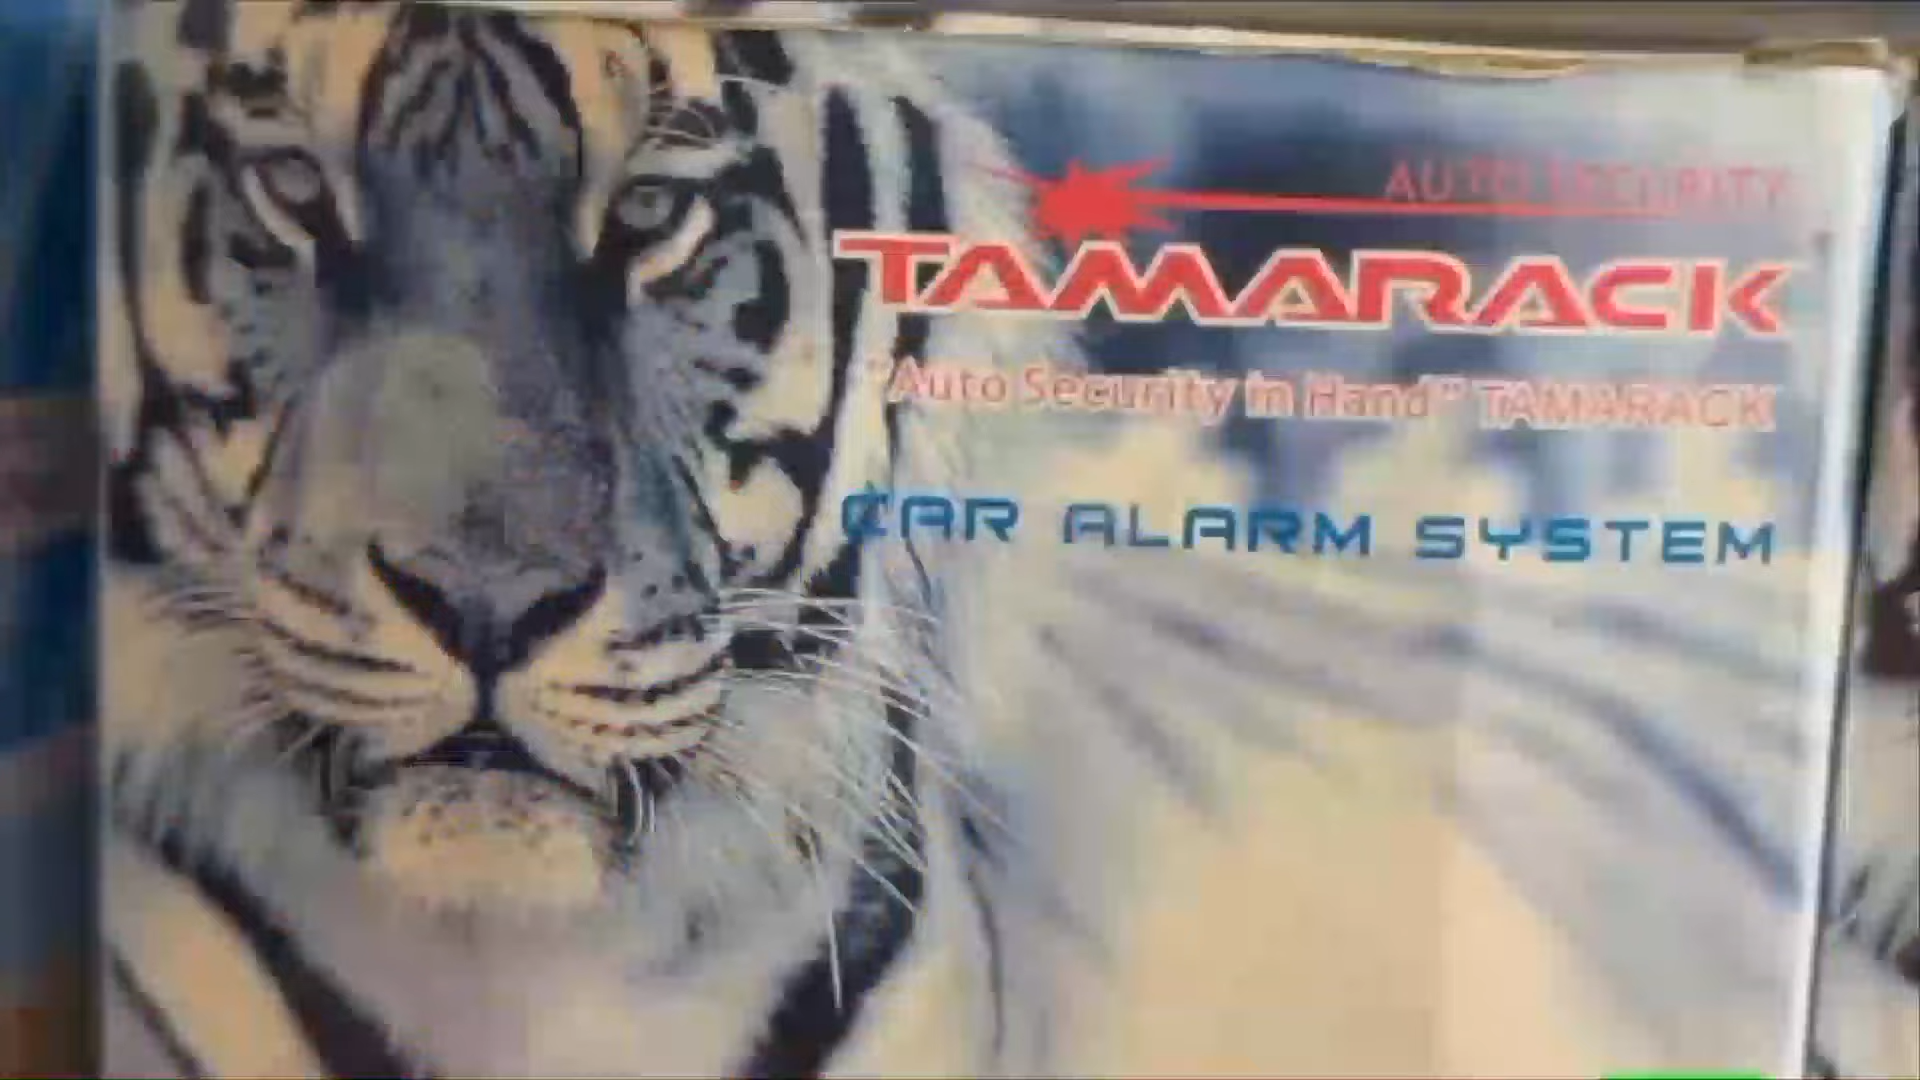 AUTO SECURITY
TAMARACK
"Auto Security in Hand" TAMARACK
CAR ALARM SYSTEM